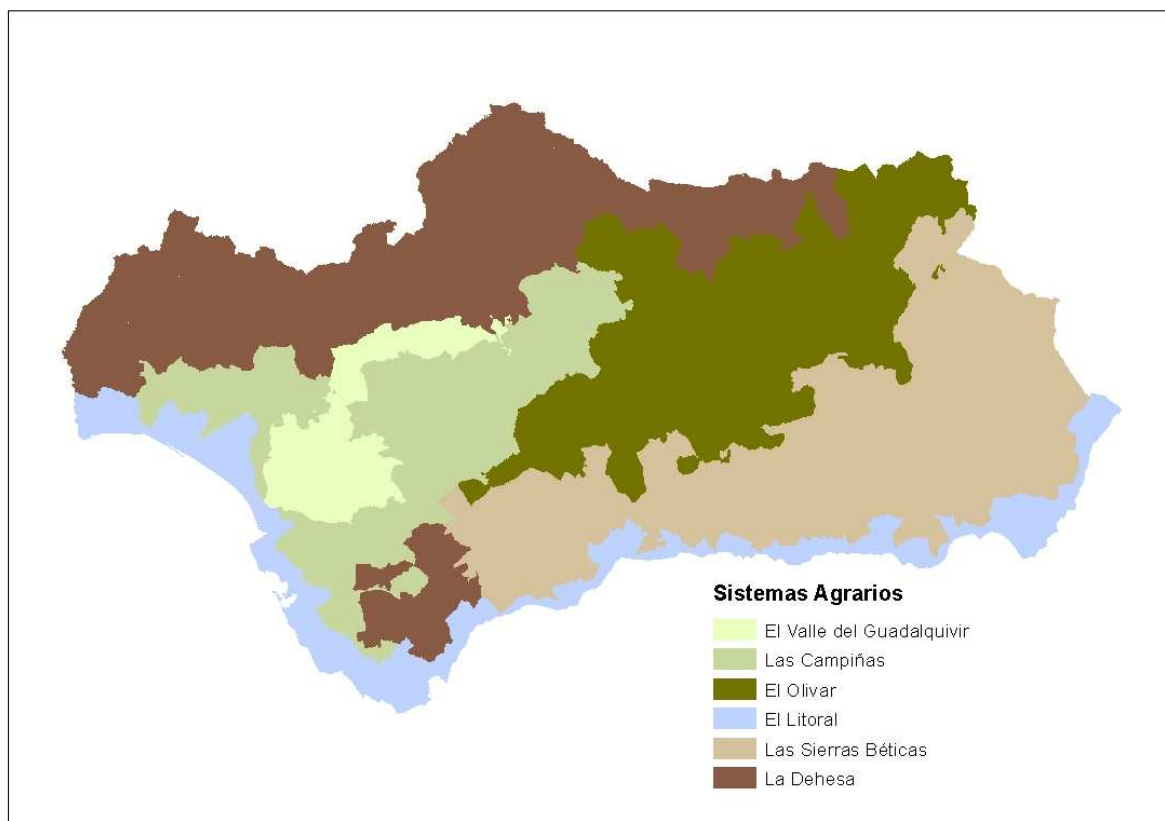 Sistemas Agrarios
El Valle del Guadalquivir
Las Campiñas
El Olivar
El Litoral
Las Sierras Béticas
La Dehesa